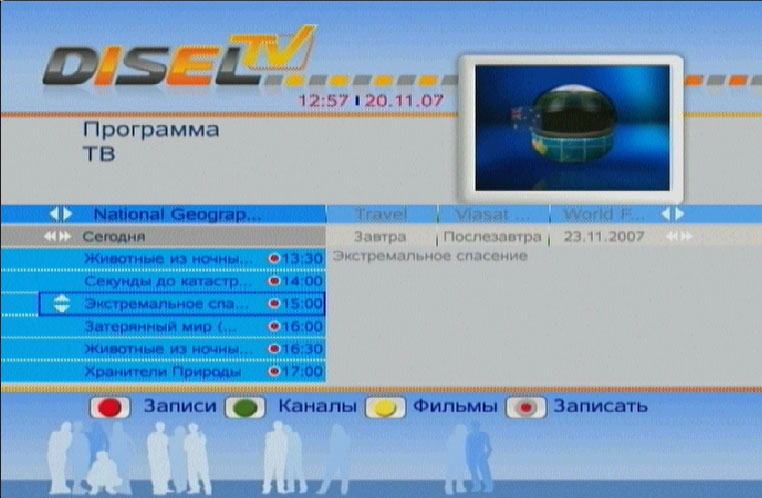 DISEL TV
12:57 20.11.07
Программа
ТВ
National Geograp... Travel Viasat ... World F...
Сегодня Завтра Послезавтра 23.11.2007
Животные из ночны... 13:30 Экстремальное спасение
Секунды до катастр... 14:00
Экстремальное спа... 15:00
Затерянный мир (... 16:00
Животные из ночны... 16:30
Хранители Природы 17:00
Записи Каналы Фильмы Записать